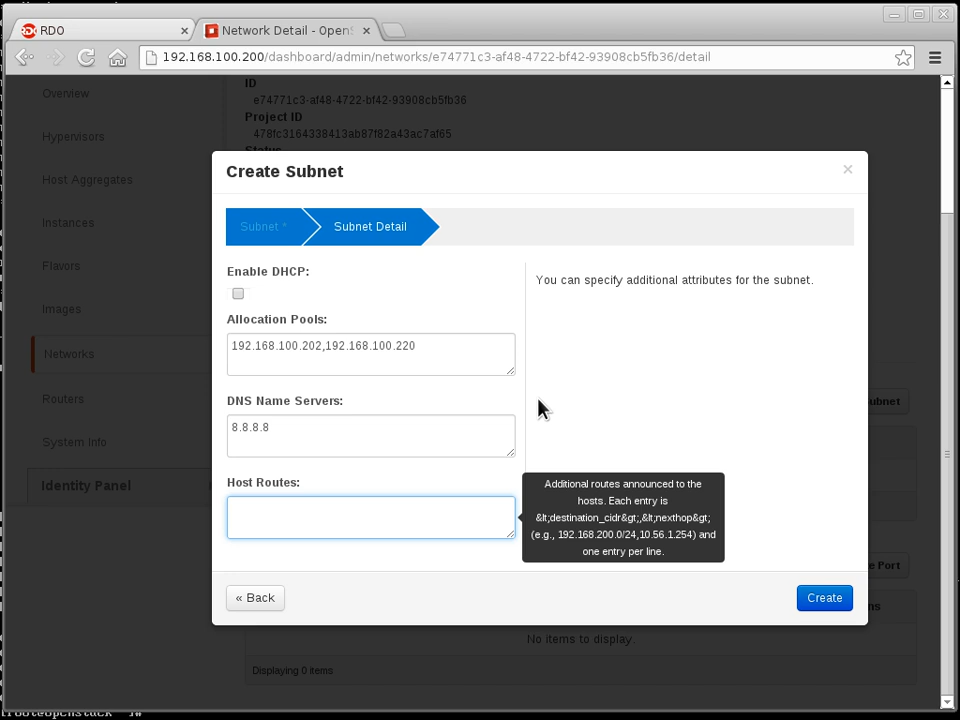 RDO
Network Detail - OpenS
192.168.100.200/dashboard/admin/networks/e74771c3-af48-4722-bf42-93908cb5fb36/detail
Overview
Hypervisors
Host Aggregates
Instances
Flavors
Images
Networks
Routers
System Info
Identity Panel
ID
e74771c3-af48-4722-bf42-93908cb5fb36
Project ID
478fc3164338413ab87f82a43ac7af65
Status
Create Subnet
×
Subnet *
Subnet Detail
Enable DHCP:
You can specify additional attributes for the subnet.
Allocation Pools:
192.168.100.202,192.168.100.220
DNS Name Servers:
8.8.8.8
Host Routes:
Additional routes announced to the
hosts. Each entry is
&lt;destination_cidr&gt;,&lt;nexthop&gt;
(e.g., 192.168.200.0/24,10.56.1.254) and
one entry per line.
« Back
Create
ubnet
e Port
ns
No items to display.
Displaying 0 items